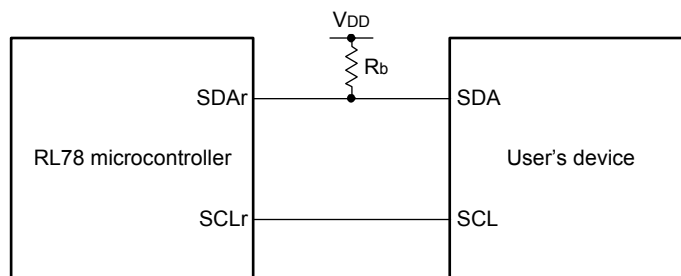 VDD
Rb
SDAr
SDA
RL78 microcontroller
User’s device
SCLr
SCL